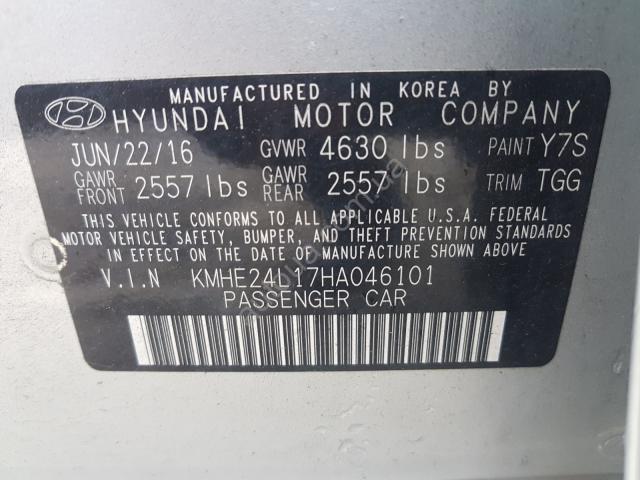 MANUFACTURED IN KOREA BY
HYUNDAI MOTOR COMPANY
JUN/22/16 GVWR 4630 lbs PAINT Y7S
GAWR FRONT 2557 lbs GAWR REAR 2557 lbs TRIM TGG
THIS VEHICLE CONFORMS TO ALL APPLICABLE U.S.A. FEDERAL
MOTOR VEHICLE SAFETY, BUMPER, AND THEFT PREVENTION STANDARDS
IN EFFECT ON THE DATE OF MANUFACTURE SHOWN ABOVE.
V.I.N KMHE24L17HA046101
PASSENGER CAR